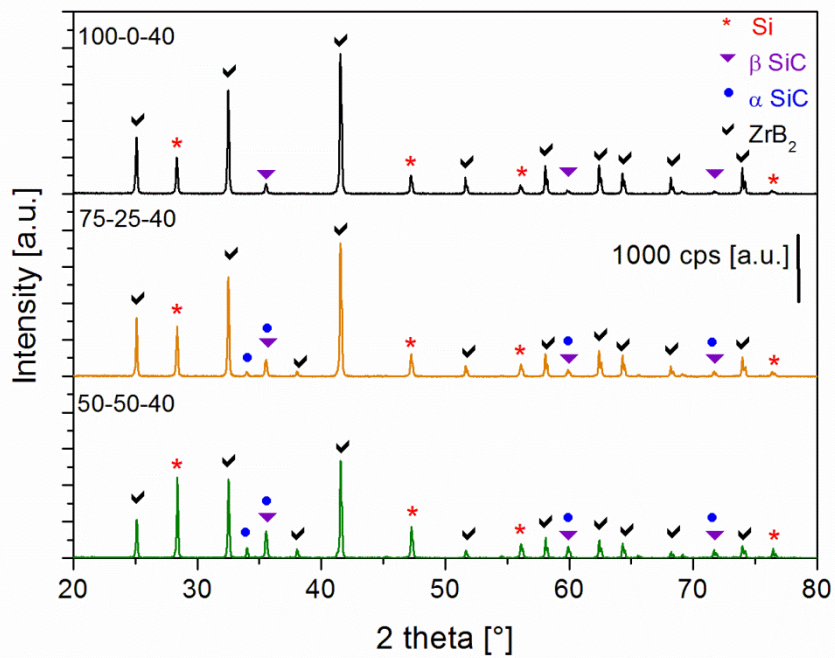 100-0-40
* Si
β SiC
α SiC
ZrB₂
75-25-40
1000 cps [a.u.]
50-50-40
Intensity [a.u.]
20 30 40 50 60 70 80
2 theta [°]